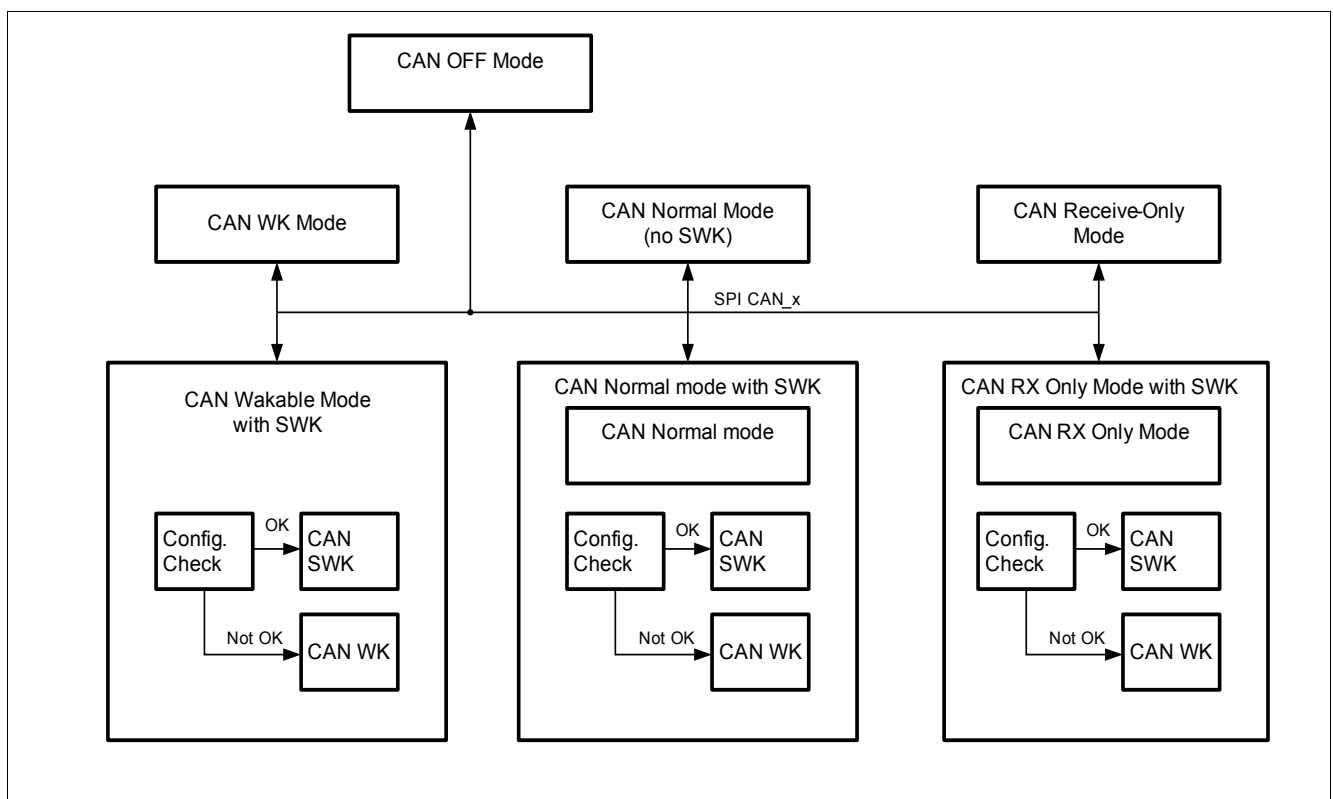 CAN OFF Mode
CAN WK Mode
CAN Normal Mode
(no SWK)
CAN Receive-Only
Mode
SPI CAN_x
CAN Wakable Mode
with SWK
Config.
Check
OK
CAN
SWK
Not OK
CAN WK
CAN Normal mode with SWK
CAN Normal mode
Config.
Check
OK
CAN
SWK
Not OK
CAN WK
CAN RX Only Mode with SWK
CAN RX Only Mode
Config.
Check
OK
CAN
SWK
Not OK
CAN WK